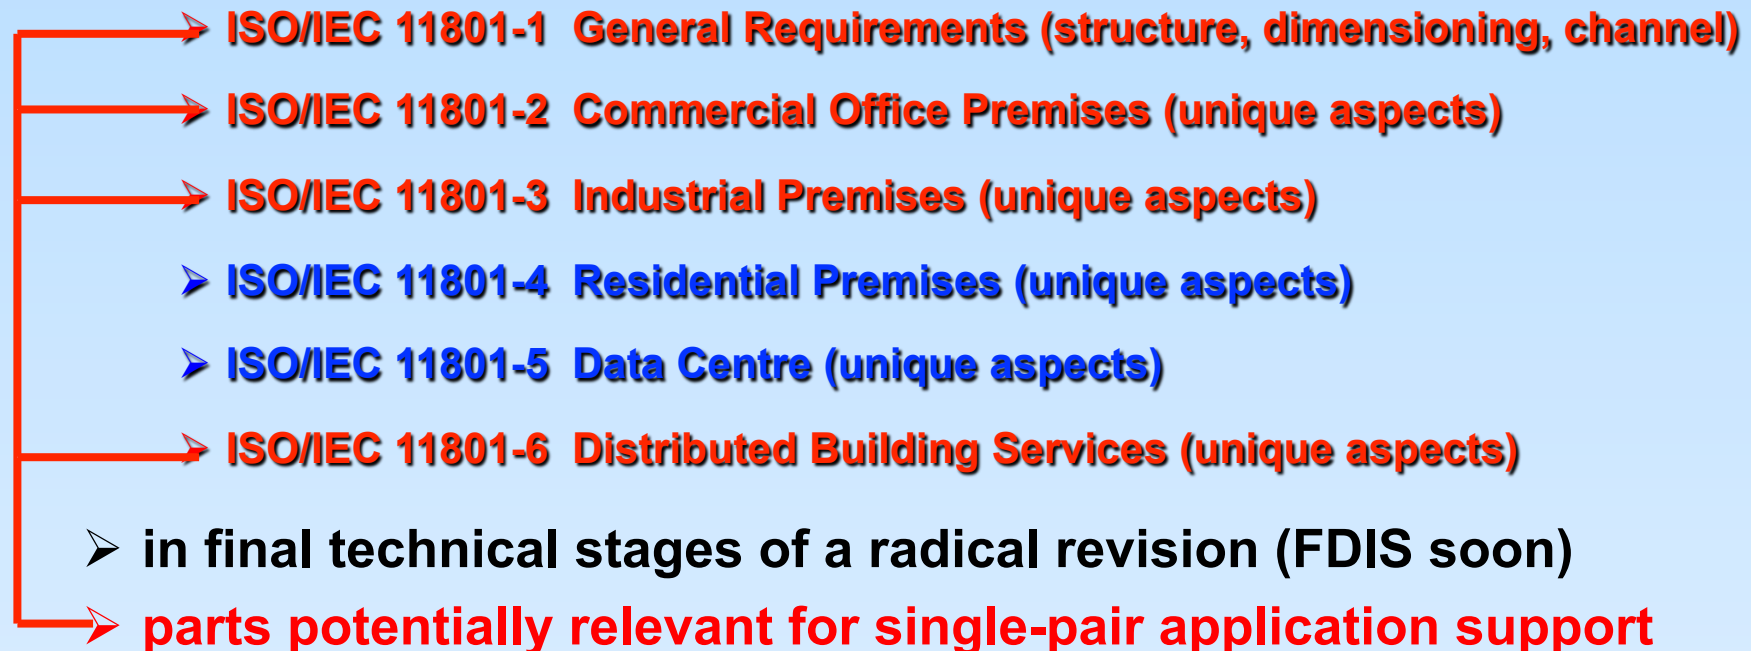 ISO/IEC 11801-1 General Requirements (structure, dimensioning, channel)
ISO/IEC 11801-2 Commercial Office Premises (unique aspects)
ISO/IEC 11801-3 Industrial Premises (unique aspects)
ISO/IEC 11801-4 Residential Premises (unique aspects)
ISO/IEC 11801-5 Data Centre (unique aspects)
ISO/IEC 11801-6 Distributed Building Services (unique aspects)
in final technical stages of a radical revision (FDIS soon)
parts potentially relevant for single-pair application support